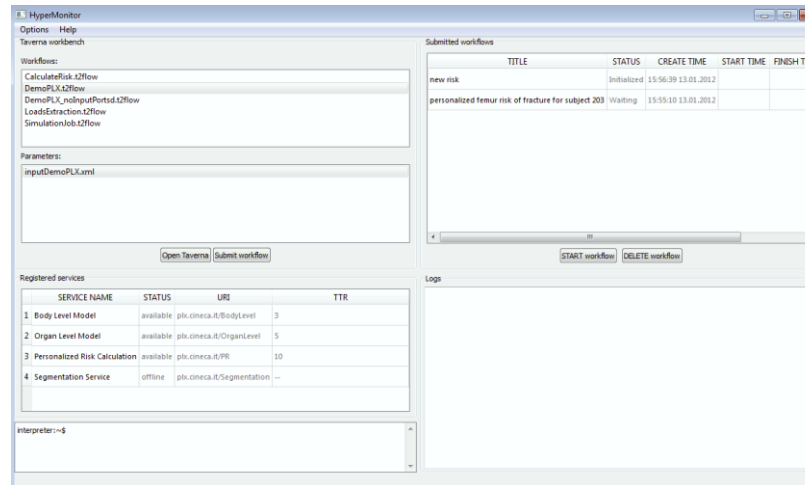 HyperMonitor
Options Help
Taverna workbench
Workflows:
CalculateRisk.t2flow
DemoPLX.t2flow
DemoPLX_noInputPortsd.t2flow
LoadsExtraction.t2flow
SimulationJob.t2flow
Parameters:
inputDemoPLX.xml
Open Taverna Submit workflow
Submitted workflows
TITLE STATUS CREATE TIME START TIME FINISH T
new risk Initialized 15:56:39 13.01.2012
personalized femur risk of fracture for subject 203 Waiting 15:55:10 13.01.2012
START workflow DELETE workflow
Registered services
SERVICE NAME STATUS URI TTR
1 Body Level Model available plx.cineca.it/BodyLevel 3
2 Organ Level Model available plx.cineca.it/OrganLevel 5
3 Personalized Risk Calculation available plx.cineca.it/PR 10
4 Segmentation Service offline plx.cineca.it/Segmentation --
interpreter:~$
Logs